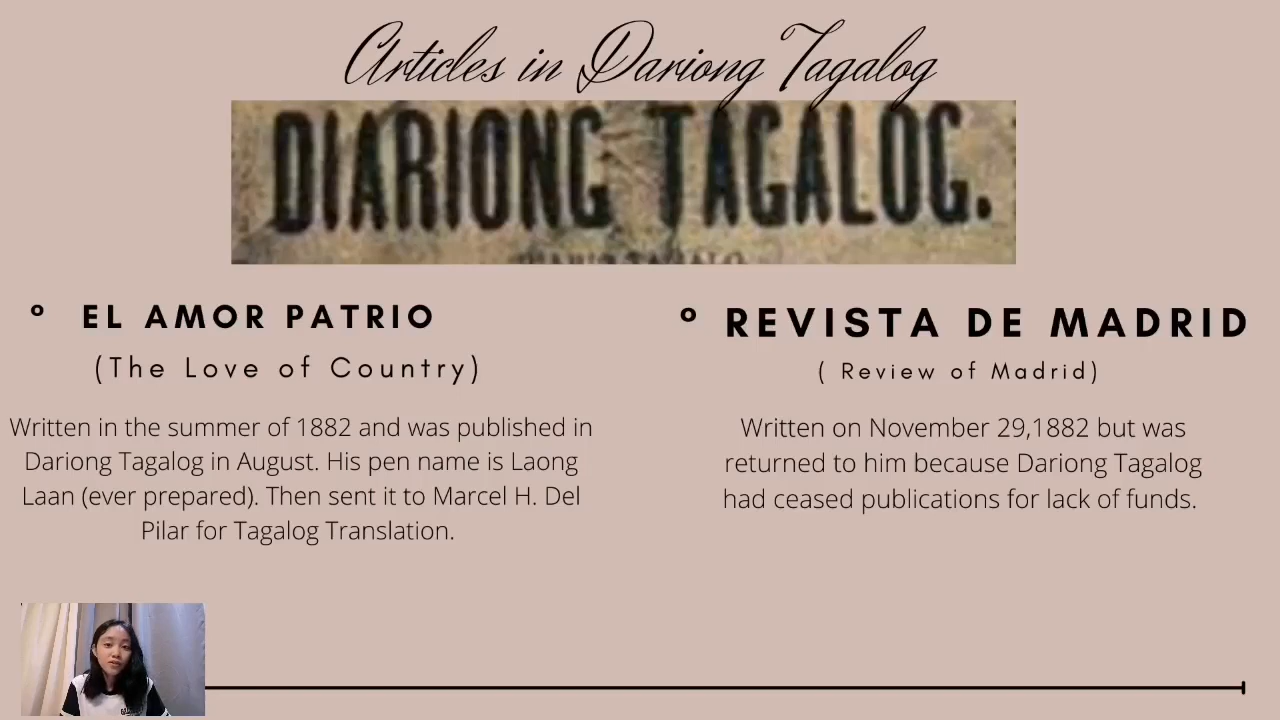 Articles in Dariong Tagalog
DIARIONG TAGALOG.
º EL AMOR PATRIO
(The Love of Country)
Written in the summer of 1882 and was published in
Dariong Tagalog in August. His pen name is Laong
Laan (ever prepared). Then sent it to Marcel H. Del
Pilar for Tagalog Translation.
º REVISTA DE MADRID
( Review of Madrid)
Written on November 29,1882 but was
returned to him because Dariong Tagalog
had ceased publications for lack of funds.